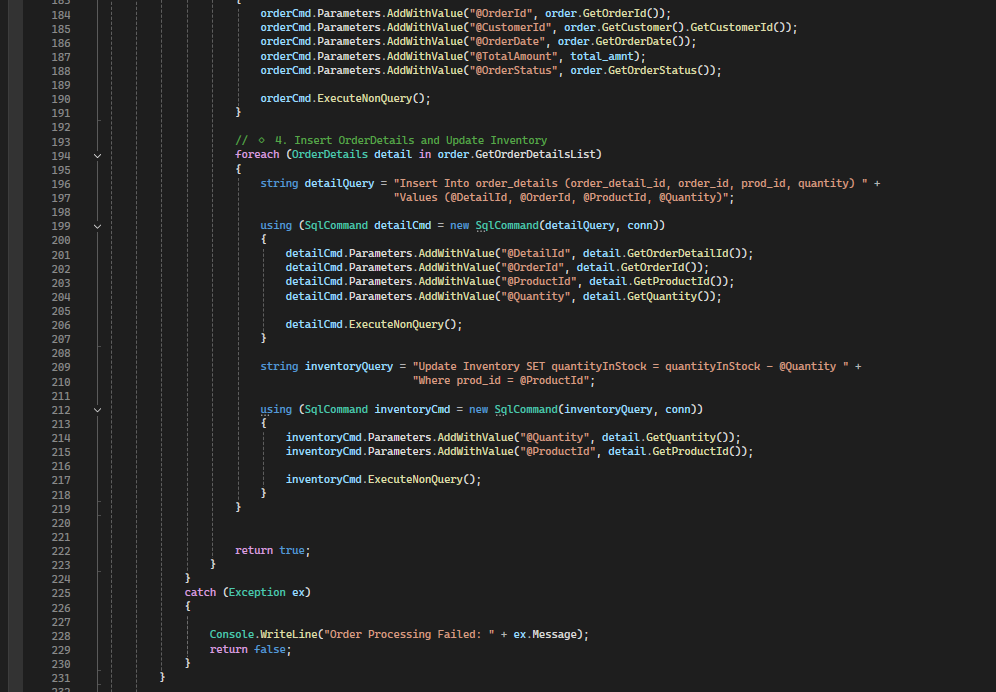 183 {
184 orderCmd.Parameters.AddWithValue("@OrderId", order.GetOrderId());
185 orderCmd.Parameters.AddWithValue("@CustomerId", order.GetCustomer().GetCustomerId());
186 orderCmd.Parameters.AddWithValue("@OrderDate", order.GetOrderDate());
187 orderCmd.Parameters.AddWithValue("@TotalAmount", total_amnt);
188 orderCmd.Parameters.AddWithValue("@OrderStatus", order.GetOrderStatus());
189
190 orderCmd.ExecuteNonQuery();
191 }
192
193 // ⋄ 4. Insert OrderDetails and Update Inventory
194 foreach (OrderDetails detail in order.GetOrderDetailsList)
195 {
196 string detailQuery = "Insert Into order_details (order_detail_id, order_id, prod_id, quantity) " +
197 "Values (@DetailId, @OrderId, @ProductId, @Quantity)";
198
199 using (SqlCommand detailCmd = new SqlCommand(detailQuery, conn))
200 {
201 detailCmd.Parameters.AddWithValue("@DetailId", detail.GetOrderDetailId());
202 detailCmd.Parameters.AddWithValue("@OrderId", detail.GetOrderId());
203 detailCmd.Parameters.AddWithValue("@ProductId", detail.GetProductId());
204 detailCmd.Parameters.AddWithValue("@Quantity", detail.GetQuantity());
205
206 detailCmd.ExecuteNonQuery();
207 }
208
209 string inventoryQuery = "Update Inventory SET quantityInStock = quantityInStock - @Quantity " +
210 "Where prod_id = @ProductId";
211
212 using (SqlCommand inventoryCmd = new SqlCommand(inventoryQuery, conn))
213 {
214 inventoryCmd.Parameters.AddWithValue("@Quantity", detail.GetQuantity());
215 inventoryCmd.Parameters.AddWithValue("@ProductId", detail.GetProductId());
216
217 inventoryCmd.ExecuteNonQuery();
218 }
219 }
220
221
222 return true;
223 }
224 }
225 catch (Exception ex)
226 {
227
228 Console.WriteLine("Order Processing Failed: " + ex.Message);
229 return false;
230 }
231 }
232